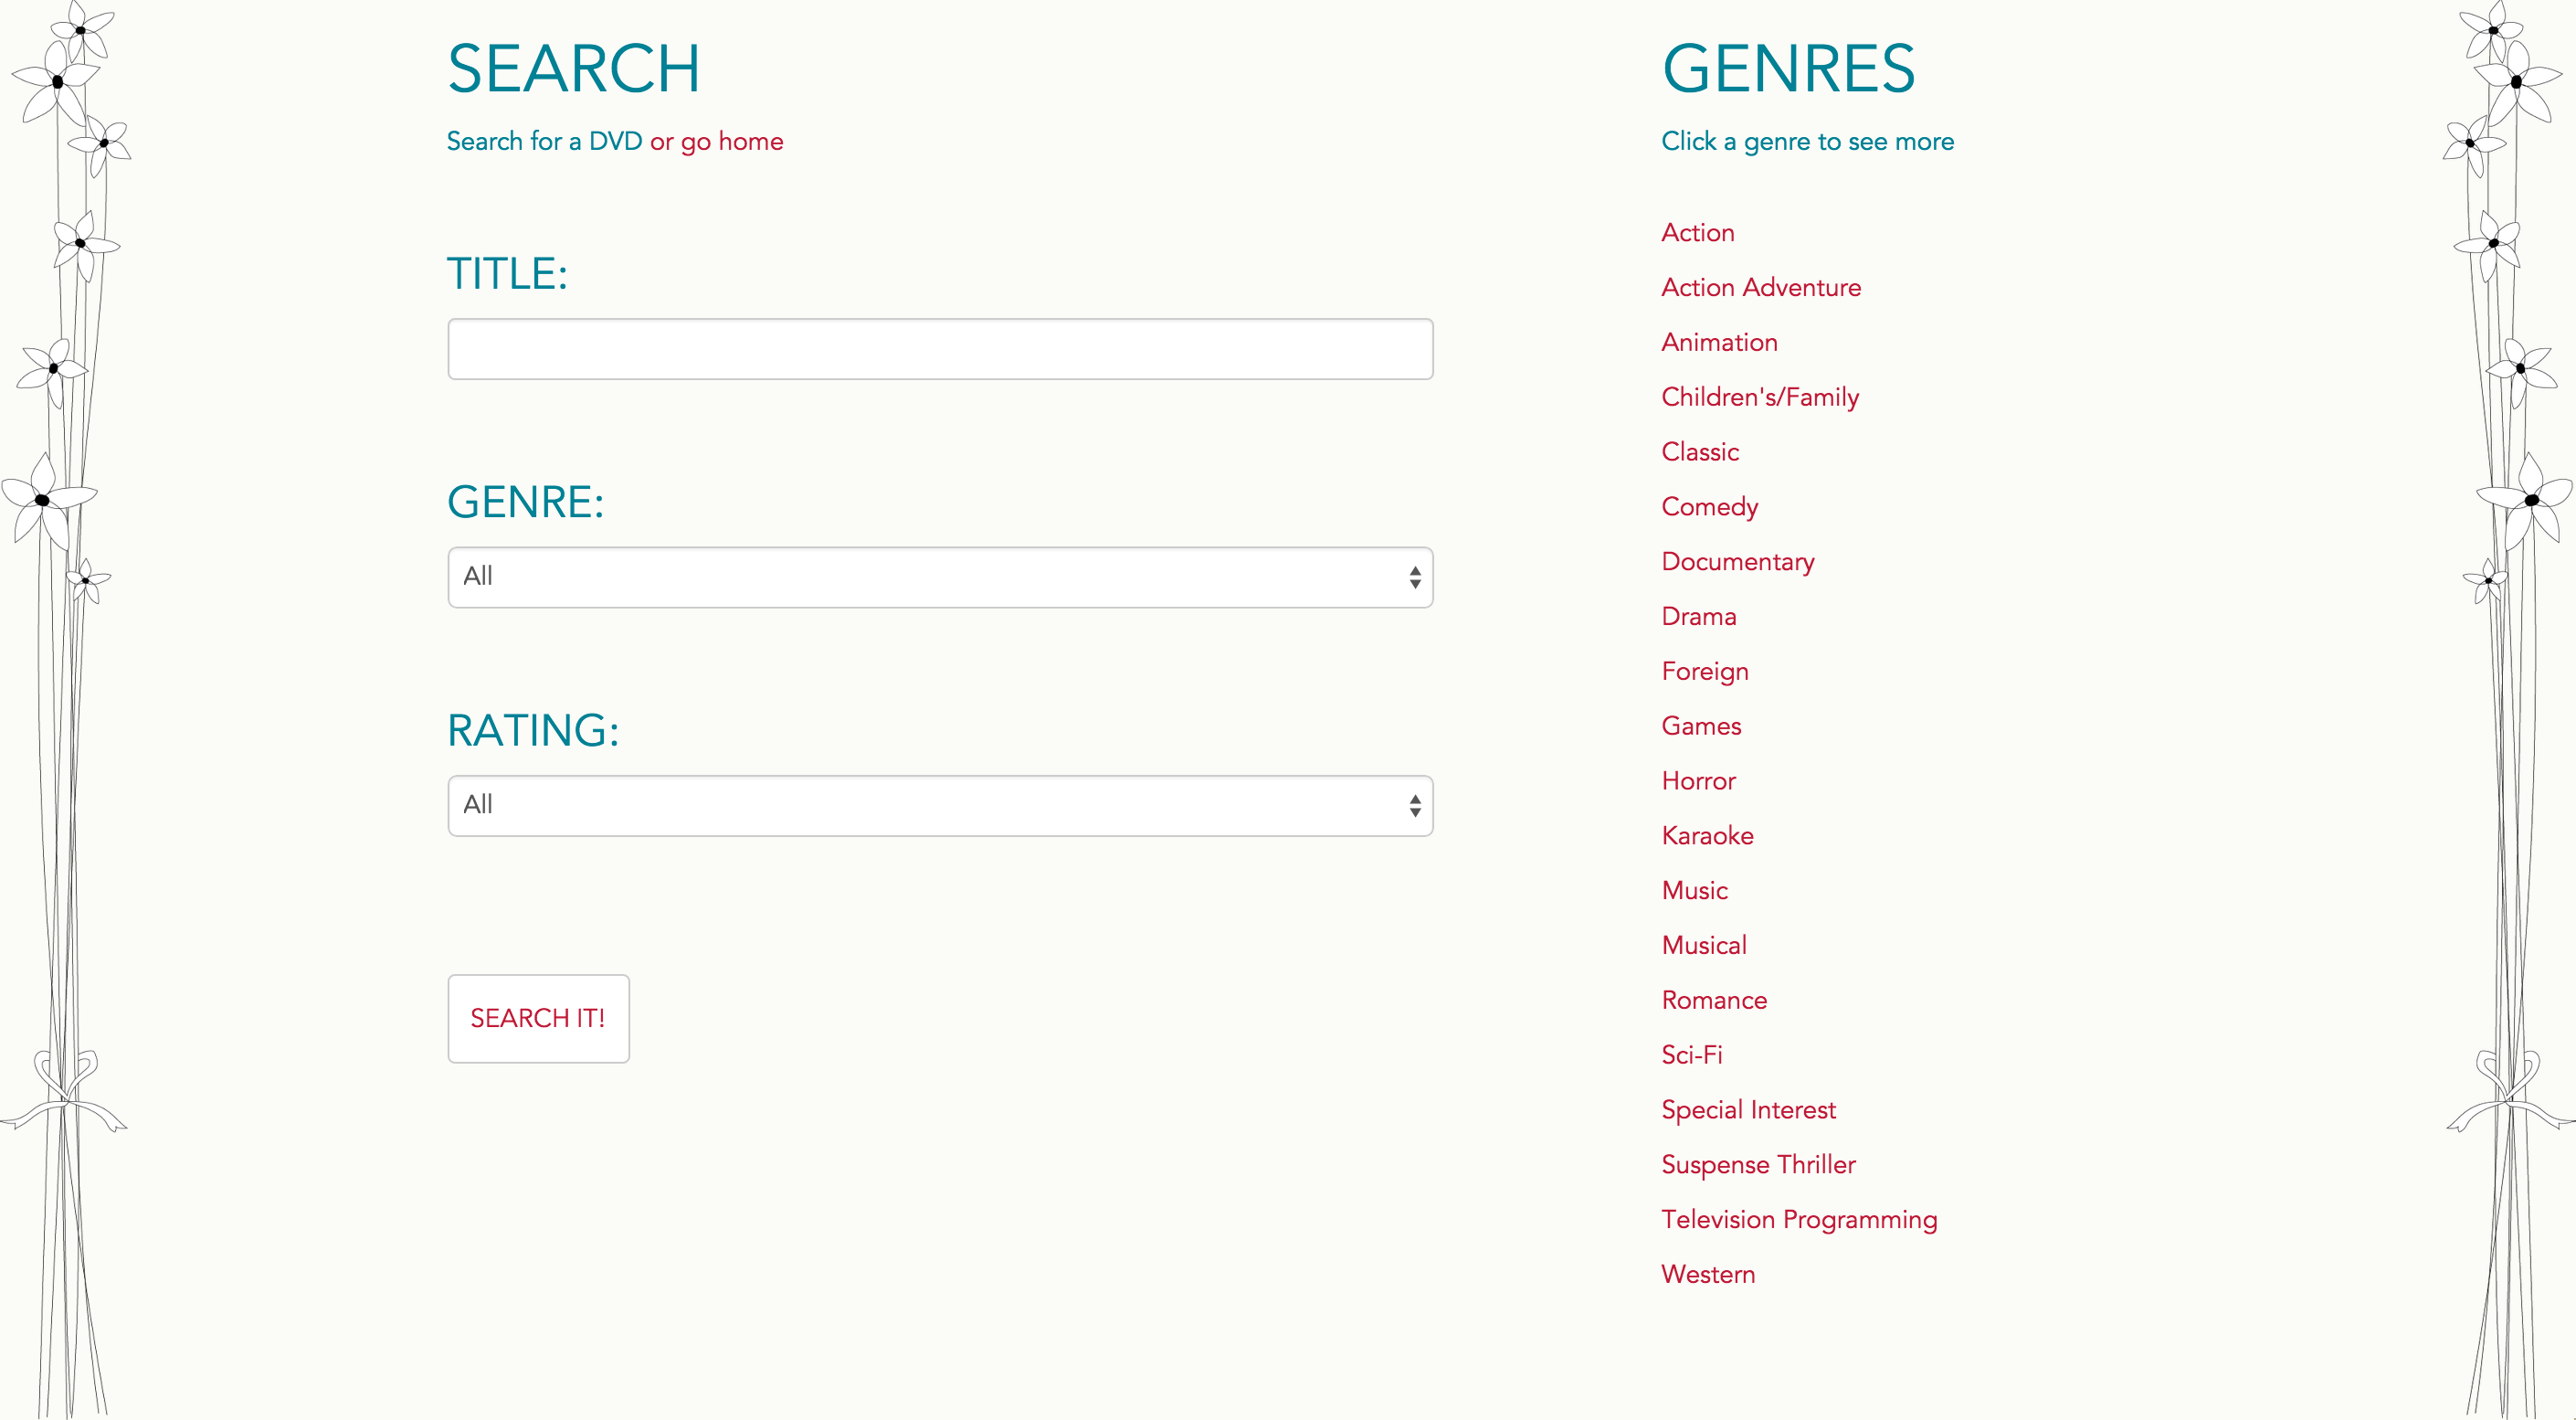 SEARCH
Search for a DVD or go home
TITLE:
GENRE:
All
RATING:
All
SEARCH IT!
GENRES
Click a genre to see more
Action
Action Adventure
Animation
Children's/Family
Classic
Comedy
Documentary
Drama
Foreign
Games
Horror
Karaoke
Music
Musical
Romance
Sci-Fi
Special Interest
Suspense Thriller
Television Programming
Western